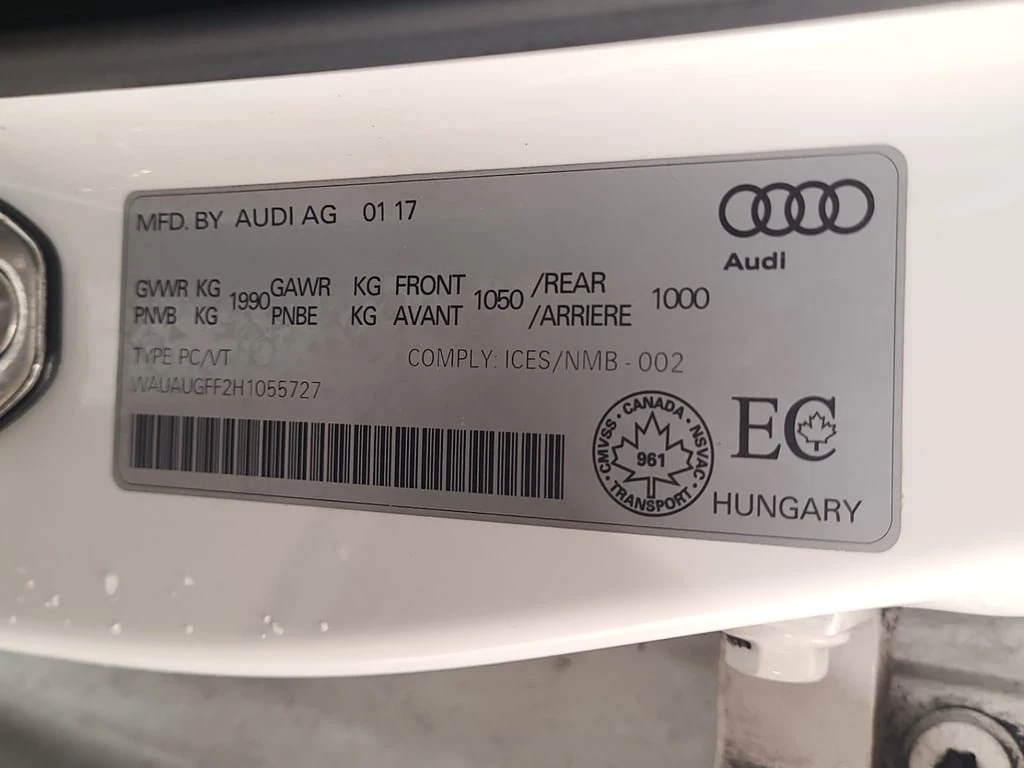 MFD. BY AUDI AG 01 17
Audi
GVWR KG 1990 GAWR KG FRONT 1050 /REAR 1000
PNVB KG PNBE KG AVANT /ARRIERE
TYPE PC/VT COMPLY: ICES/NMB - 002
WAUAUGFF2H1055727
CMVSS · CANADA · NSVAC · TRANSPORT ·
961
EC
HUNGARY